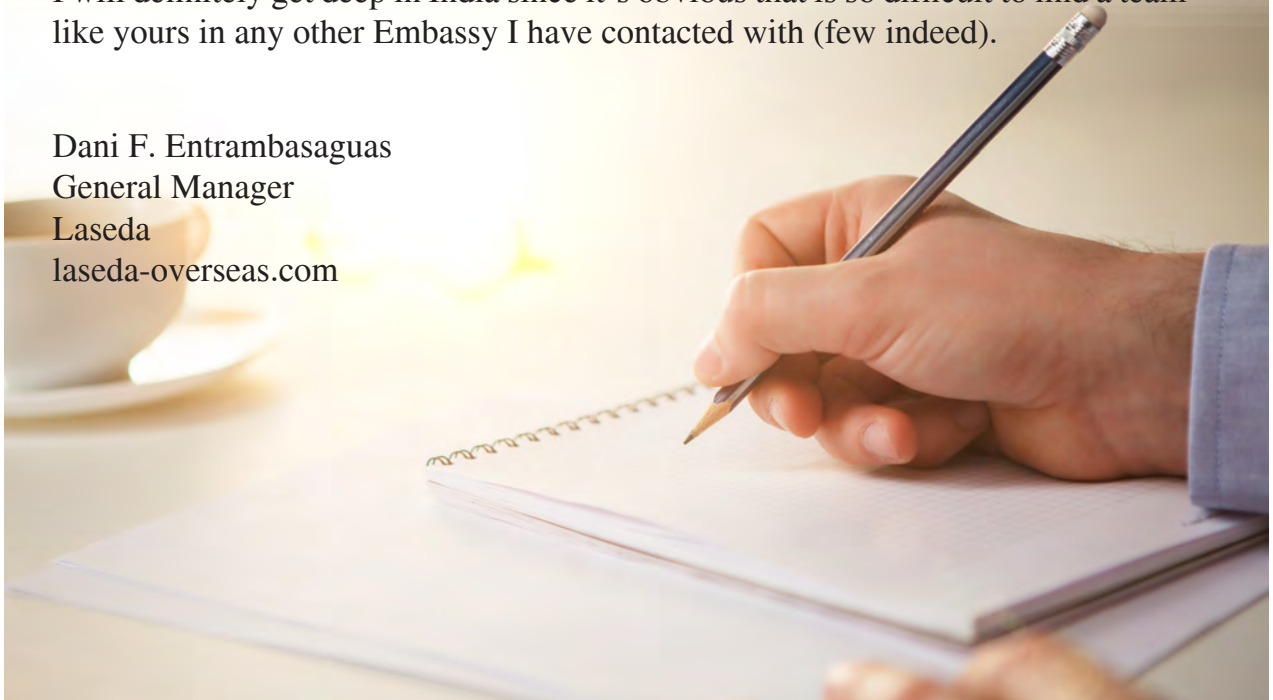 I will definitely get deep in India since it's obvious that is so difficult to find a team
like yours in any other Embassy I have contacted with (few indeed).
Dani F. Entrambasaguas
General Manager
Laseda
laseda-overseas.com